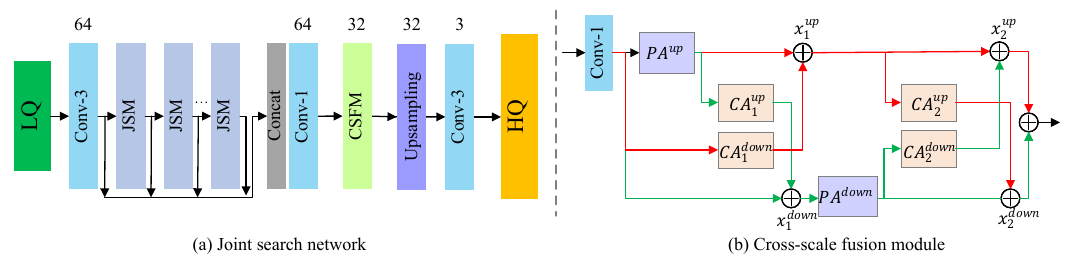 64 64 32 32 3
LQ
Conv-3
JSM
JSM
...
JSM
Concat
Conv-1
CSFM
Upsampling
Conv-3
HQ
(a) Joint search network
Conv-1
PA^{up}
x_1^{up}
x_2^{up}
CA_1^{up}
CA_2^{up}
CA_1^{down}
CA_2^{down}
PA^{down}
x_1^{down}
x_2^{down}
(b) Cross-scale fusion module